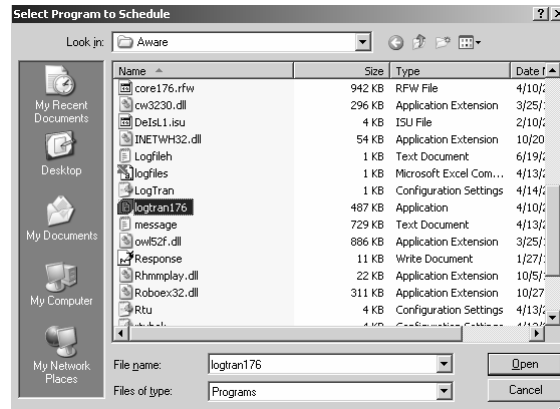 Select Program to Schedule
Look in: Aware
My Recent Documents
Desktop
My Documents
My Computer
My Network Places
Name Size Type Date
core176.rfw 942 KB RFW File 4/10/
cw3230.dll 296 KB Application Extension 3/25/
DeIsL1.isu 4 KB ISU File 2/10/
INETWH32.dll 54 KB Application Extension 10/20
Logfileh 1 KB Text Document 6/19/
logfiles 1 KB Microsoft Excel Com...
4/13/
LogTran 1 KB Configuration Settings 4/14/
logtran176 487 KB Application 4/10/
message 729 KB Text Document 4/13/
owl52f.dll 886 KB Application Extension 3/25/
Response 11 KB Write Document 1/27/
Rhmmplay.dll 22 KB Application Extension 10/5/
Roboex32.dll 311 KB Application Extension 10/27
Rtu 4 KB Configuration Settings 4/13/
File name: logtran176 Open
Files of type: Programs Cancel